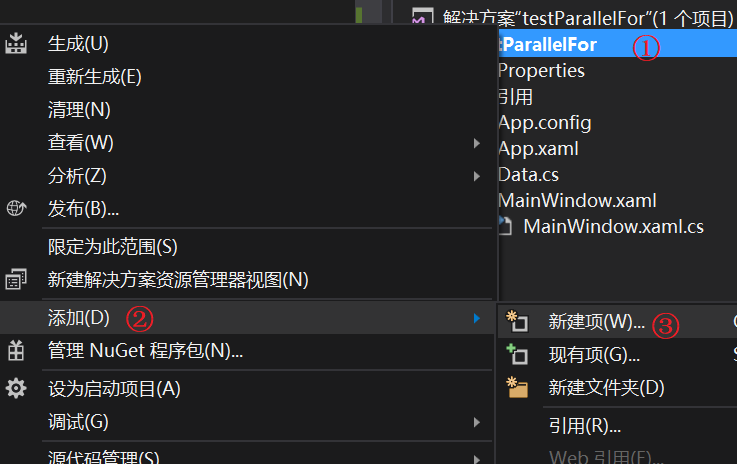 解决方案"testParallelFor"(1 个项目)
ParallelFor ①
Properties
引用
App.config
App.xaml
Data.cs
MainWindow.xaml
MainWindow.xaml.cs
生成(U)
重新生成(E)
清理(N)
查看(W)
分析(Z)
发布(B)...
限定为此范围(S)
新建解决方案资源管理器视图(N)
添加(D) ②
管理 NuGet 程序包(N)...
设为启动项目(A)
调试(G)
源代码管理(S)
新建项(W)... ③
现有项(G)...
新建文件夹(D)
引用(R)...
Web 引用(E)...